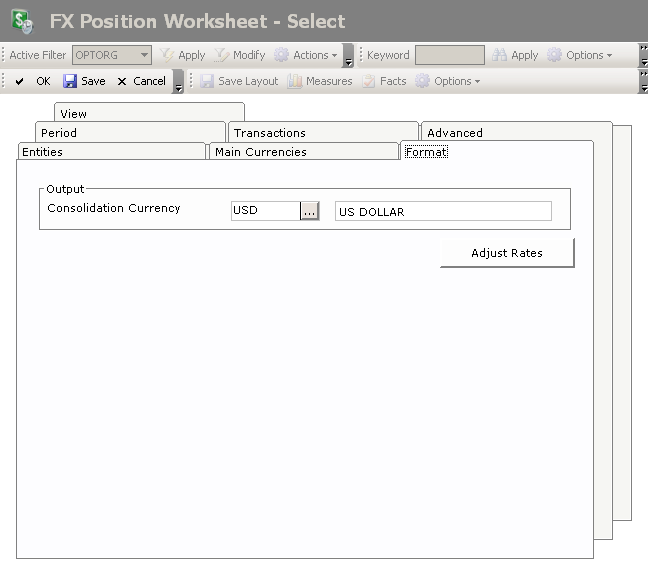 FX Position Worksheet - Select
Active Filter OPTORG Apply Modify Actions Keyword Apply Options
OK Save Cancel Save Layout Measures Facts Options
View
Period Transactions Advanced
Entities Main Currencies Format
Output
Consolidation Currency USD ... US DOLLAR
Adjust Rates